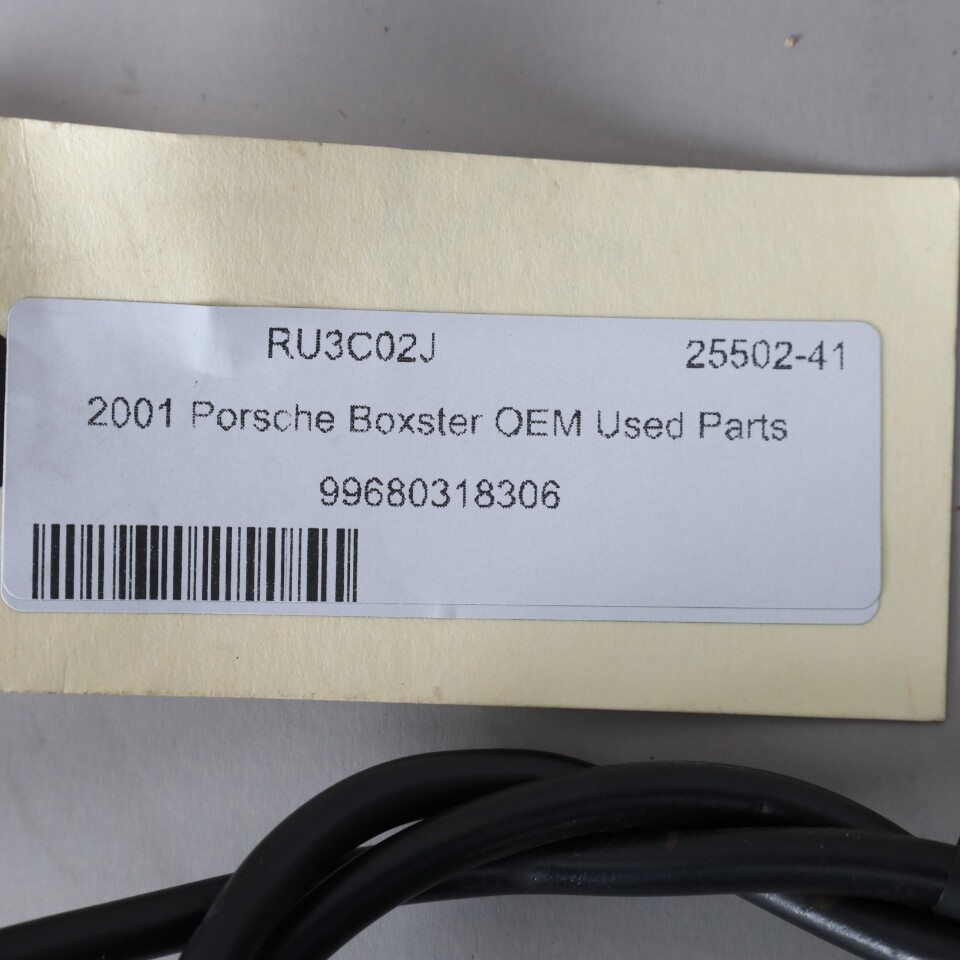 RU3C02J 25502-41
2001 Porsche Boxster OEM Used Parts
99680318306